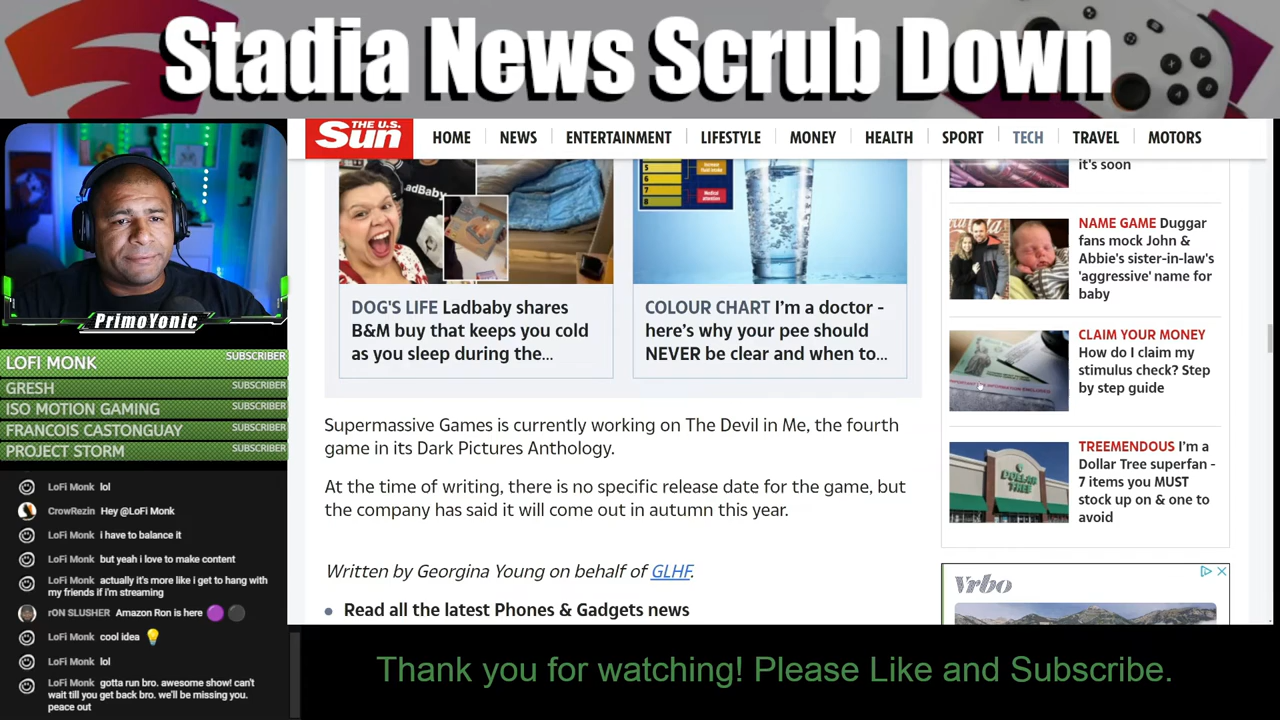 Stadia News Scrub Down
THE U.S.
Sun
HOME
NEWS
ENTERTAINMENT
LIFESTYLE
MONEY
HEALTH
SPORT
TECH
TRAVEL
MOTORS
PrimoYonic
LOFI MONK SUBSCRIBER
GRESH SUBSCRIBER
ISO MOTION GAMING SUBSCRIBER
FRANCOIS CASTONGUAY SUBSCRIBER
PROJECT STORM SUBSCRIBER
LoFi Monk lol
CrowRezin Hey @LoFi Monk
LoFi Monk i have to balance it
LoFi Monk but yeah i love to make content
LoFi Monk actually it's more like i get to hang with
my friends if i'm streaming
rON SLUSHER Amazon Ron is here 🟣 ⚫
LoFi Monk cool idea 💡
LoFi Monk lol
LoFi Monk gotta run bro. awesome show! can't
wait till you get back bro. we'll be missing you.
peace out
adBaby
Medical
attention
DOG'S LIFE Ladbaby shares
B&M buy that keeps you cold
as you sleep during the...
COLOUR CHART I'm a doctor -
here's why your pee should
NEVER be clear and when to...
Supermassive Games is currently working on The Devil in Me, the fourth
game in its Dark Pictures Anthology.
At the time of writing, there is no specific release date for the game, but
the company has said it will come out in autumn this year.
Written by Georgina Young on behalf of GLHF.
Read all the latest Phones & Gadgets news
it's soon
NAME GAME Duggar
fans mock John &
Abbie's sister-in-law's
'aggressive' name for
baby
CLAIM YOUR MONEY
How do I claim my
stimulus check? Step
by step guide
DOLLAR TREE
TREEMENDOUS I'm a
Dollar Tree superfan -
7 items you MUST
stock up on & one to
avoid
Vrbo
Thank you for watching! Please Like and Subscribe.